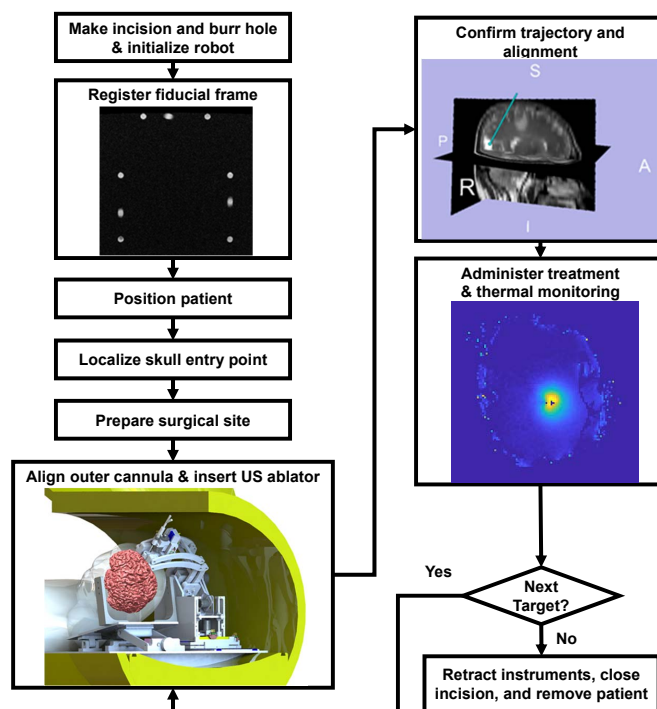 Make incision and burr hole
& initialize robot
Register fiducial frame
Position patient
Localize skull entry point
Prepare surgical site
Align outer cannula & insert US ablator
Confirm trajectory and
alignment
S
P
A
R
I
Administer treatment
& thermal monitoring
Yes
Next
Target?
No
Retract instruments, close
incision, and remove patient